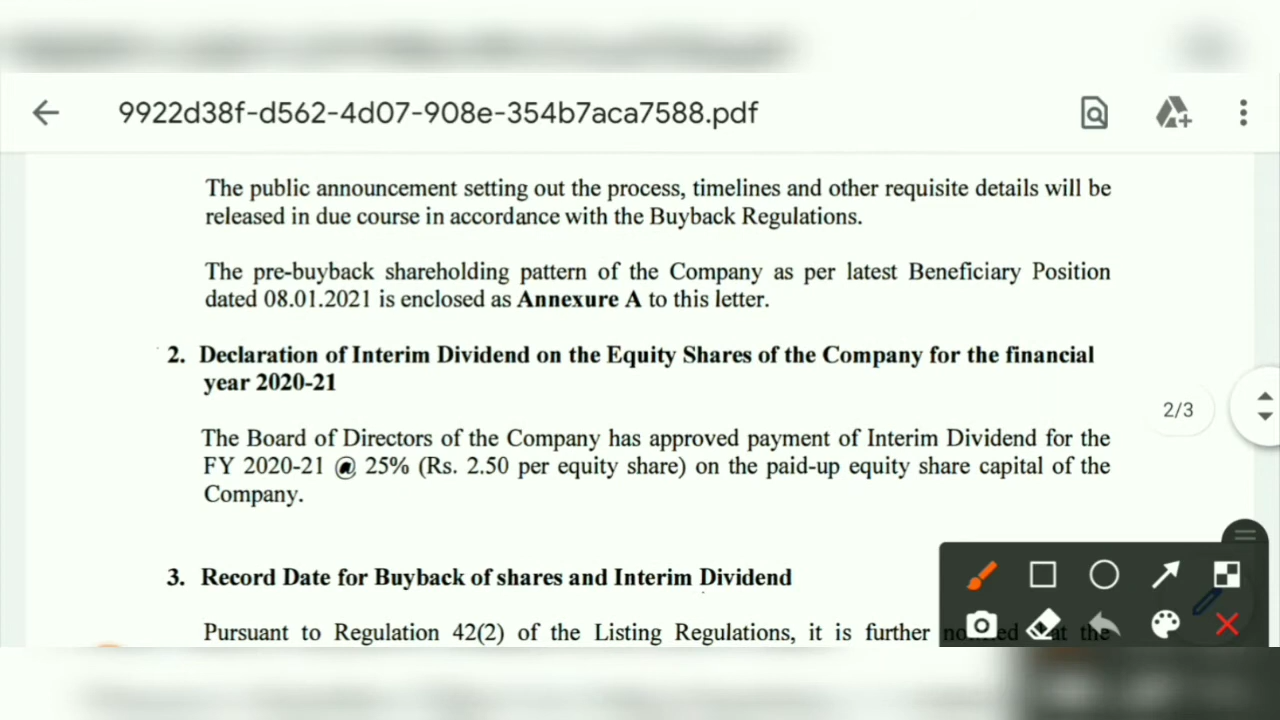 9922d38f-d562-4d07-908e-354b7aca7588.pdf
The public announcement setting out the process, timelines and other requisite details will be
released in due course in accordance with the Buyback Regulations.
The pre-buyback shareholding pattern of the Company as per latest Beneficiary Position
dated 08.01.2021 is enclosed as Annexure A to this letter.
2. Declaration of Interim Dividend on the Equity Shares of the Company for the financial
year 2020-21
2/3
The Board of Directors of the Company has approved payment of Interim Dividend for the
FY 2020-21 @ 25% (Rs. 2.50 per equity share) on the paid-up equity share capital of the
Company.
3. Record Date for Buyback of shares and Interim Dividend
Pursuant to Regulation 42(2) of the Listing Regulations, it is further the